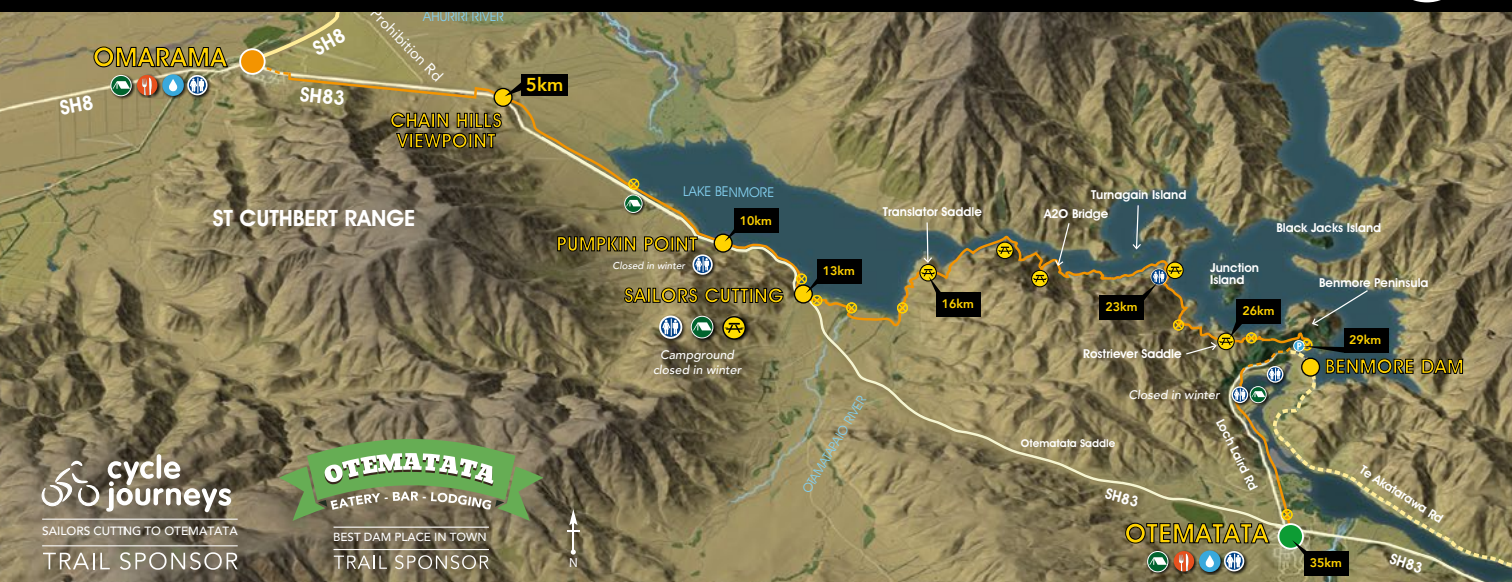 AHURIRI RIVER
Prohibition Rd
SH8
OMARAMA
SH8
SH83
5km
CHAIN HILLS
VIEWPOINT
LAKE BENMORE
ST CUTHBERT RANGE
10km
PUMPKIN POINT
Closed in winter
13km
SAILORS CUTTING
Campground
closed in winter
Translator Saddle
16km
A2O Bridge
Turnagain Island
23km
Junction
Island
Black Jacks Island
Benmore Peninsula
26km
Rostriever Saddle
29km
P
BENMORE DAM
Closed in winter
Loch Laird Rd
Otematata Saddle
OTAMATAPAIO RIVER
SH83
Te Akatarawa Rd
OTEMATATA
35km
SH83
cycle
journeys
SAILORS CUTTING TO OTEMATATA
TRAIL SPONSOR
OTEMATATA
EATERY - BAR - LODGING
BEST DAM PLACE IN TOWN
TRAIL SPONSOR
N